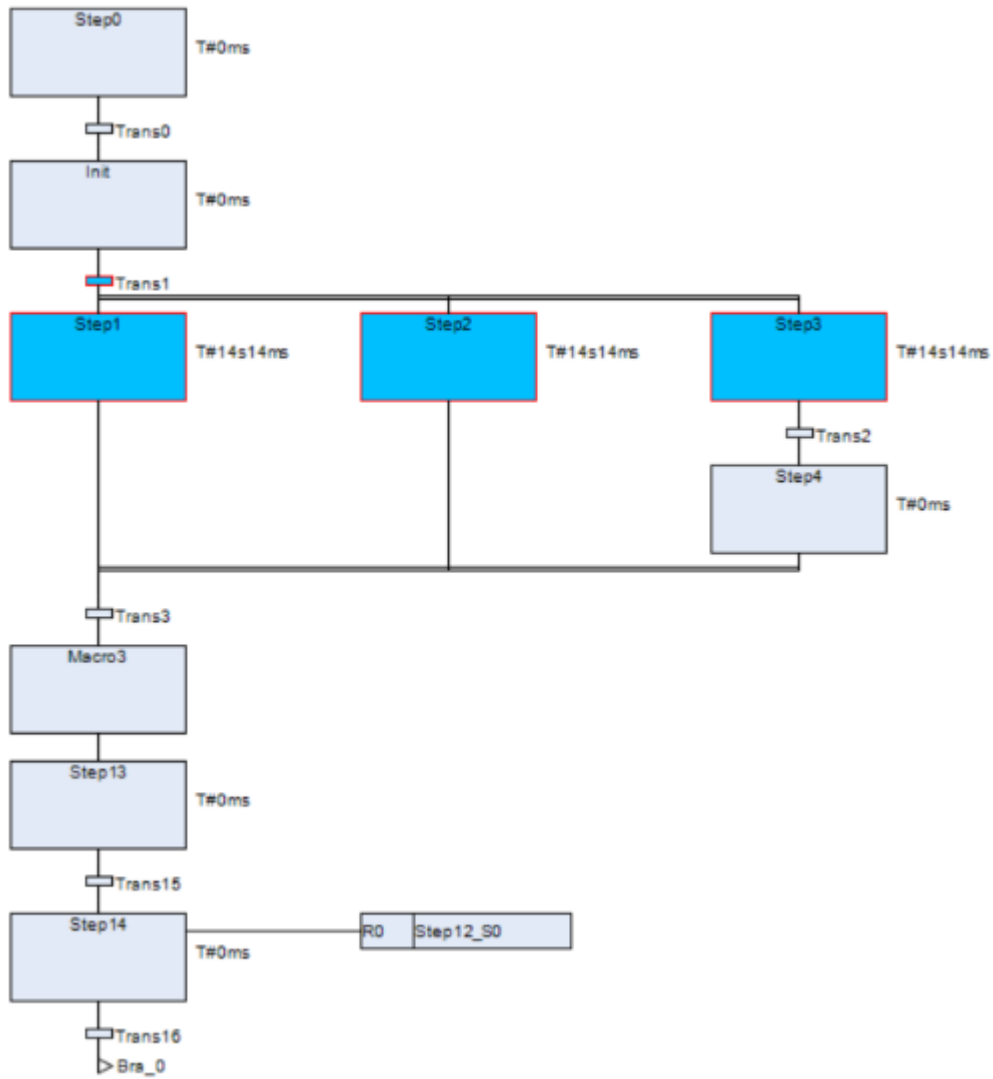 Step0
T#0ms
Trans0
Init
T#0ms
Trans1
Step1
T#14s14ms
Step2
T#14s14ms
Step3
T#14s14ms
Trans2
Step4
T#0ms
Trans3
Macro3
Step13
T#0ms
Trans15
Step14
T#0ms
R0 Step12_S0
Trans16
Bra_0